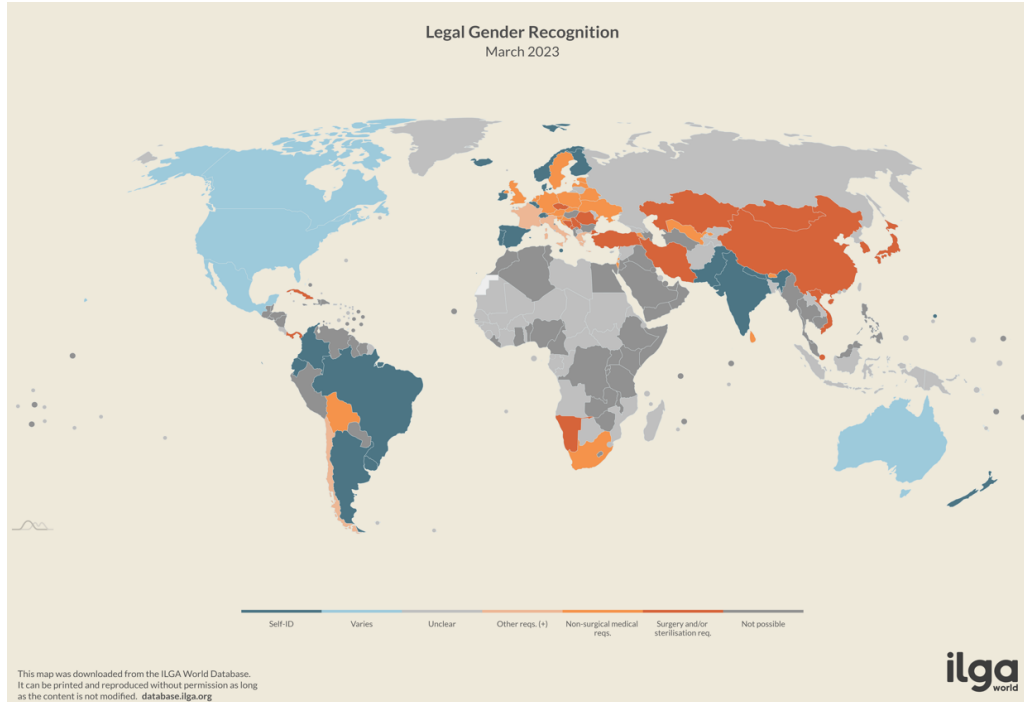 Legal Gender Recognition
March 2023
Self-ID
Varies
Unclear
Other reqs. (+)
Non-surgical medical
reqs.
Surgery and/or
sterilisation req.
Not possible
This map was downloaded from the ILGA World Database.
It can be printed and reproduced without permission as long
as the content is not modified. database.ilga.org
ilga
world